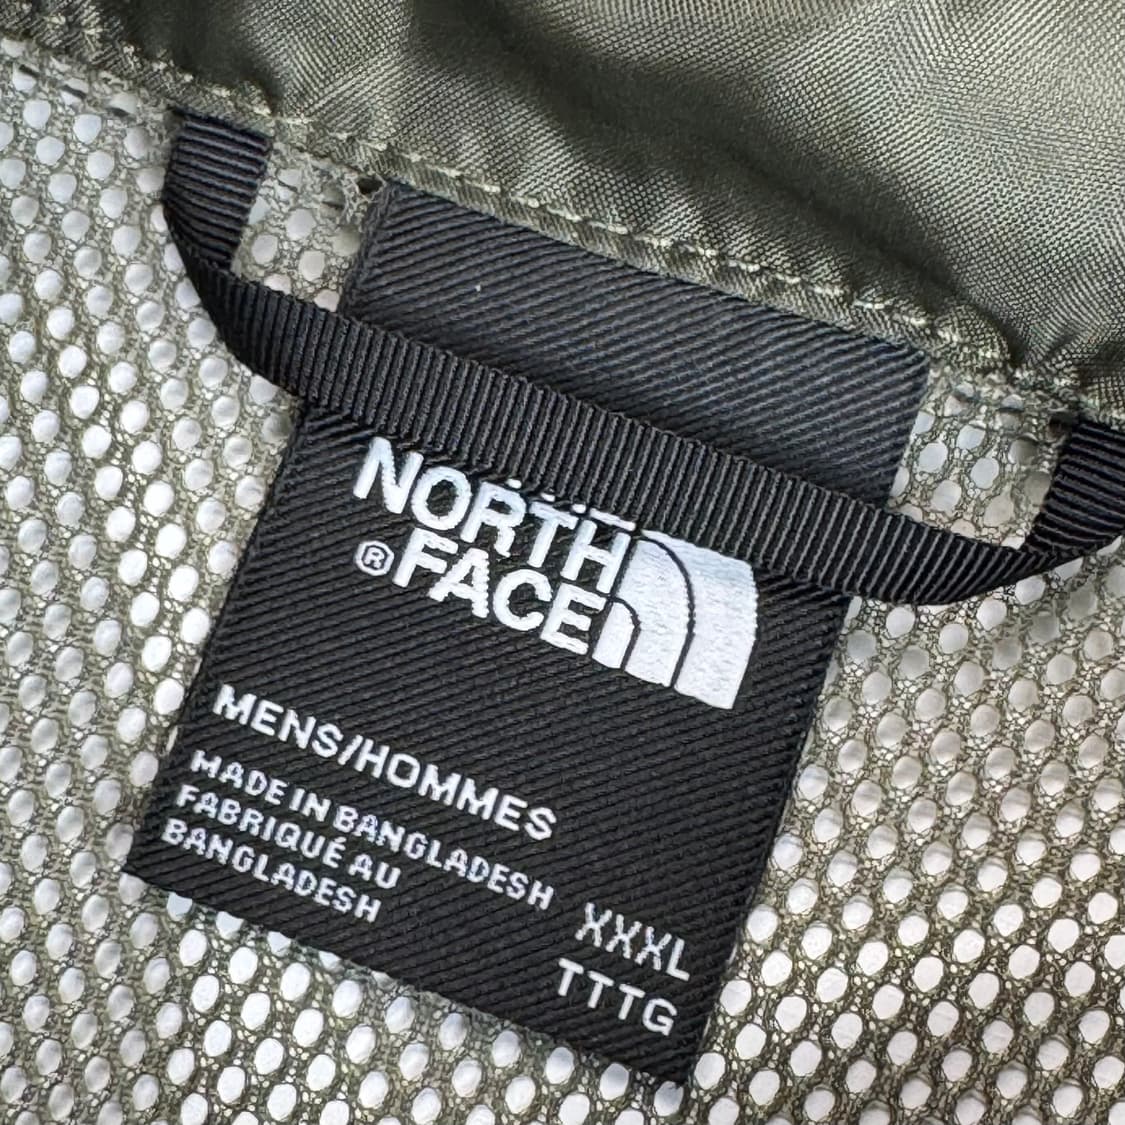 NORTH
® FACE
MENS/HOMMES
MADE IN BANGLADESH
FABRIQUÉ AU
BANGLADESH
XXXL
TTTG